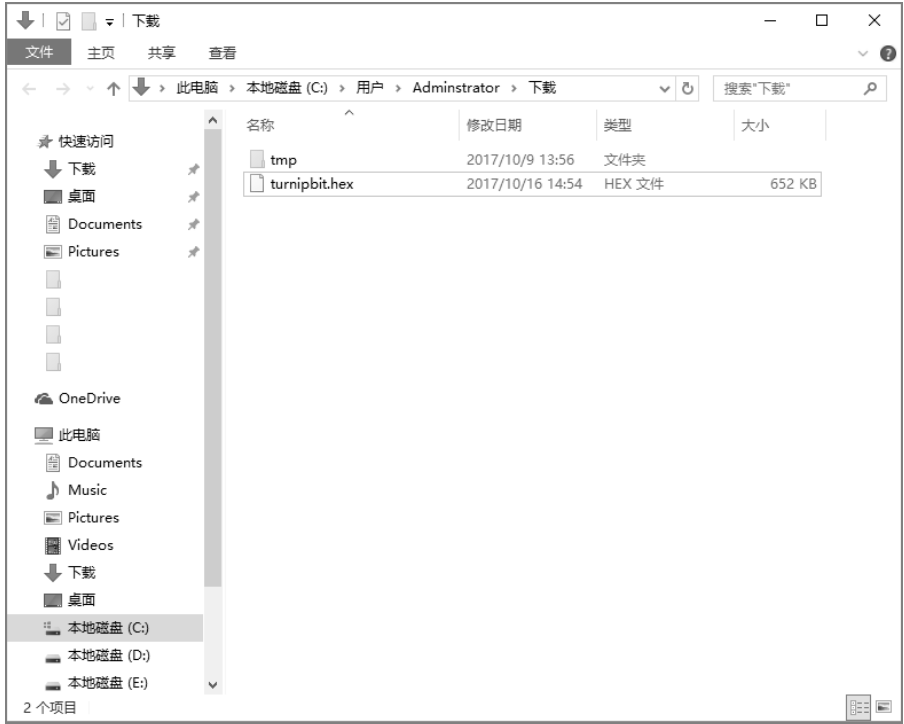 下载
文件 主页 共享 查看
此电脑 本地磁盘 (C:) 用户 Adminstrator 下载 搜索"下载"
名称 修改日期 类型 大小
tmp 2017/10/9 13:56 文件夹
turnipbit.hex 2017/10/16 14:54 HEX 文件 652 KB
快速访问
下载
桌面
Documents
Pictures
OneDrive
此电脑
Documents
Music
Pictures
Videos
下载
桌面
本地磁盘 (C:)
本地磁盘 (D:)
本地磁盘 (E:)
2 个项目